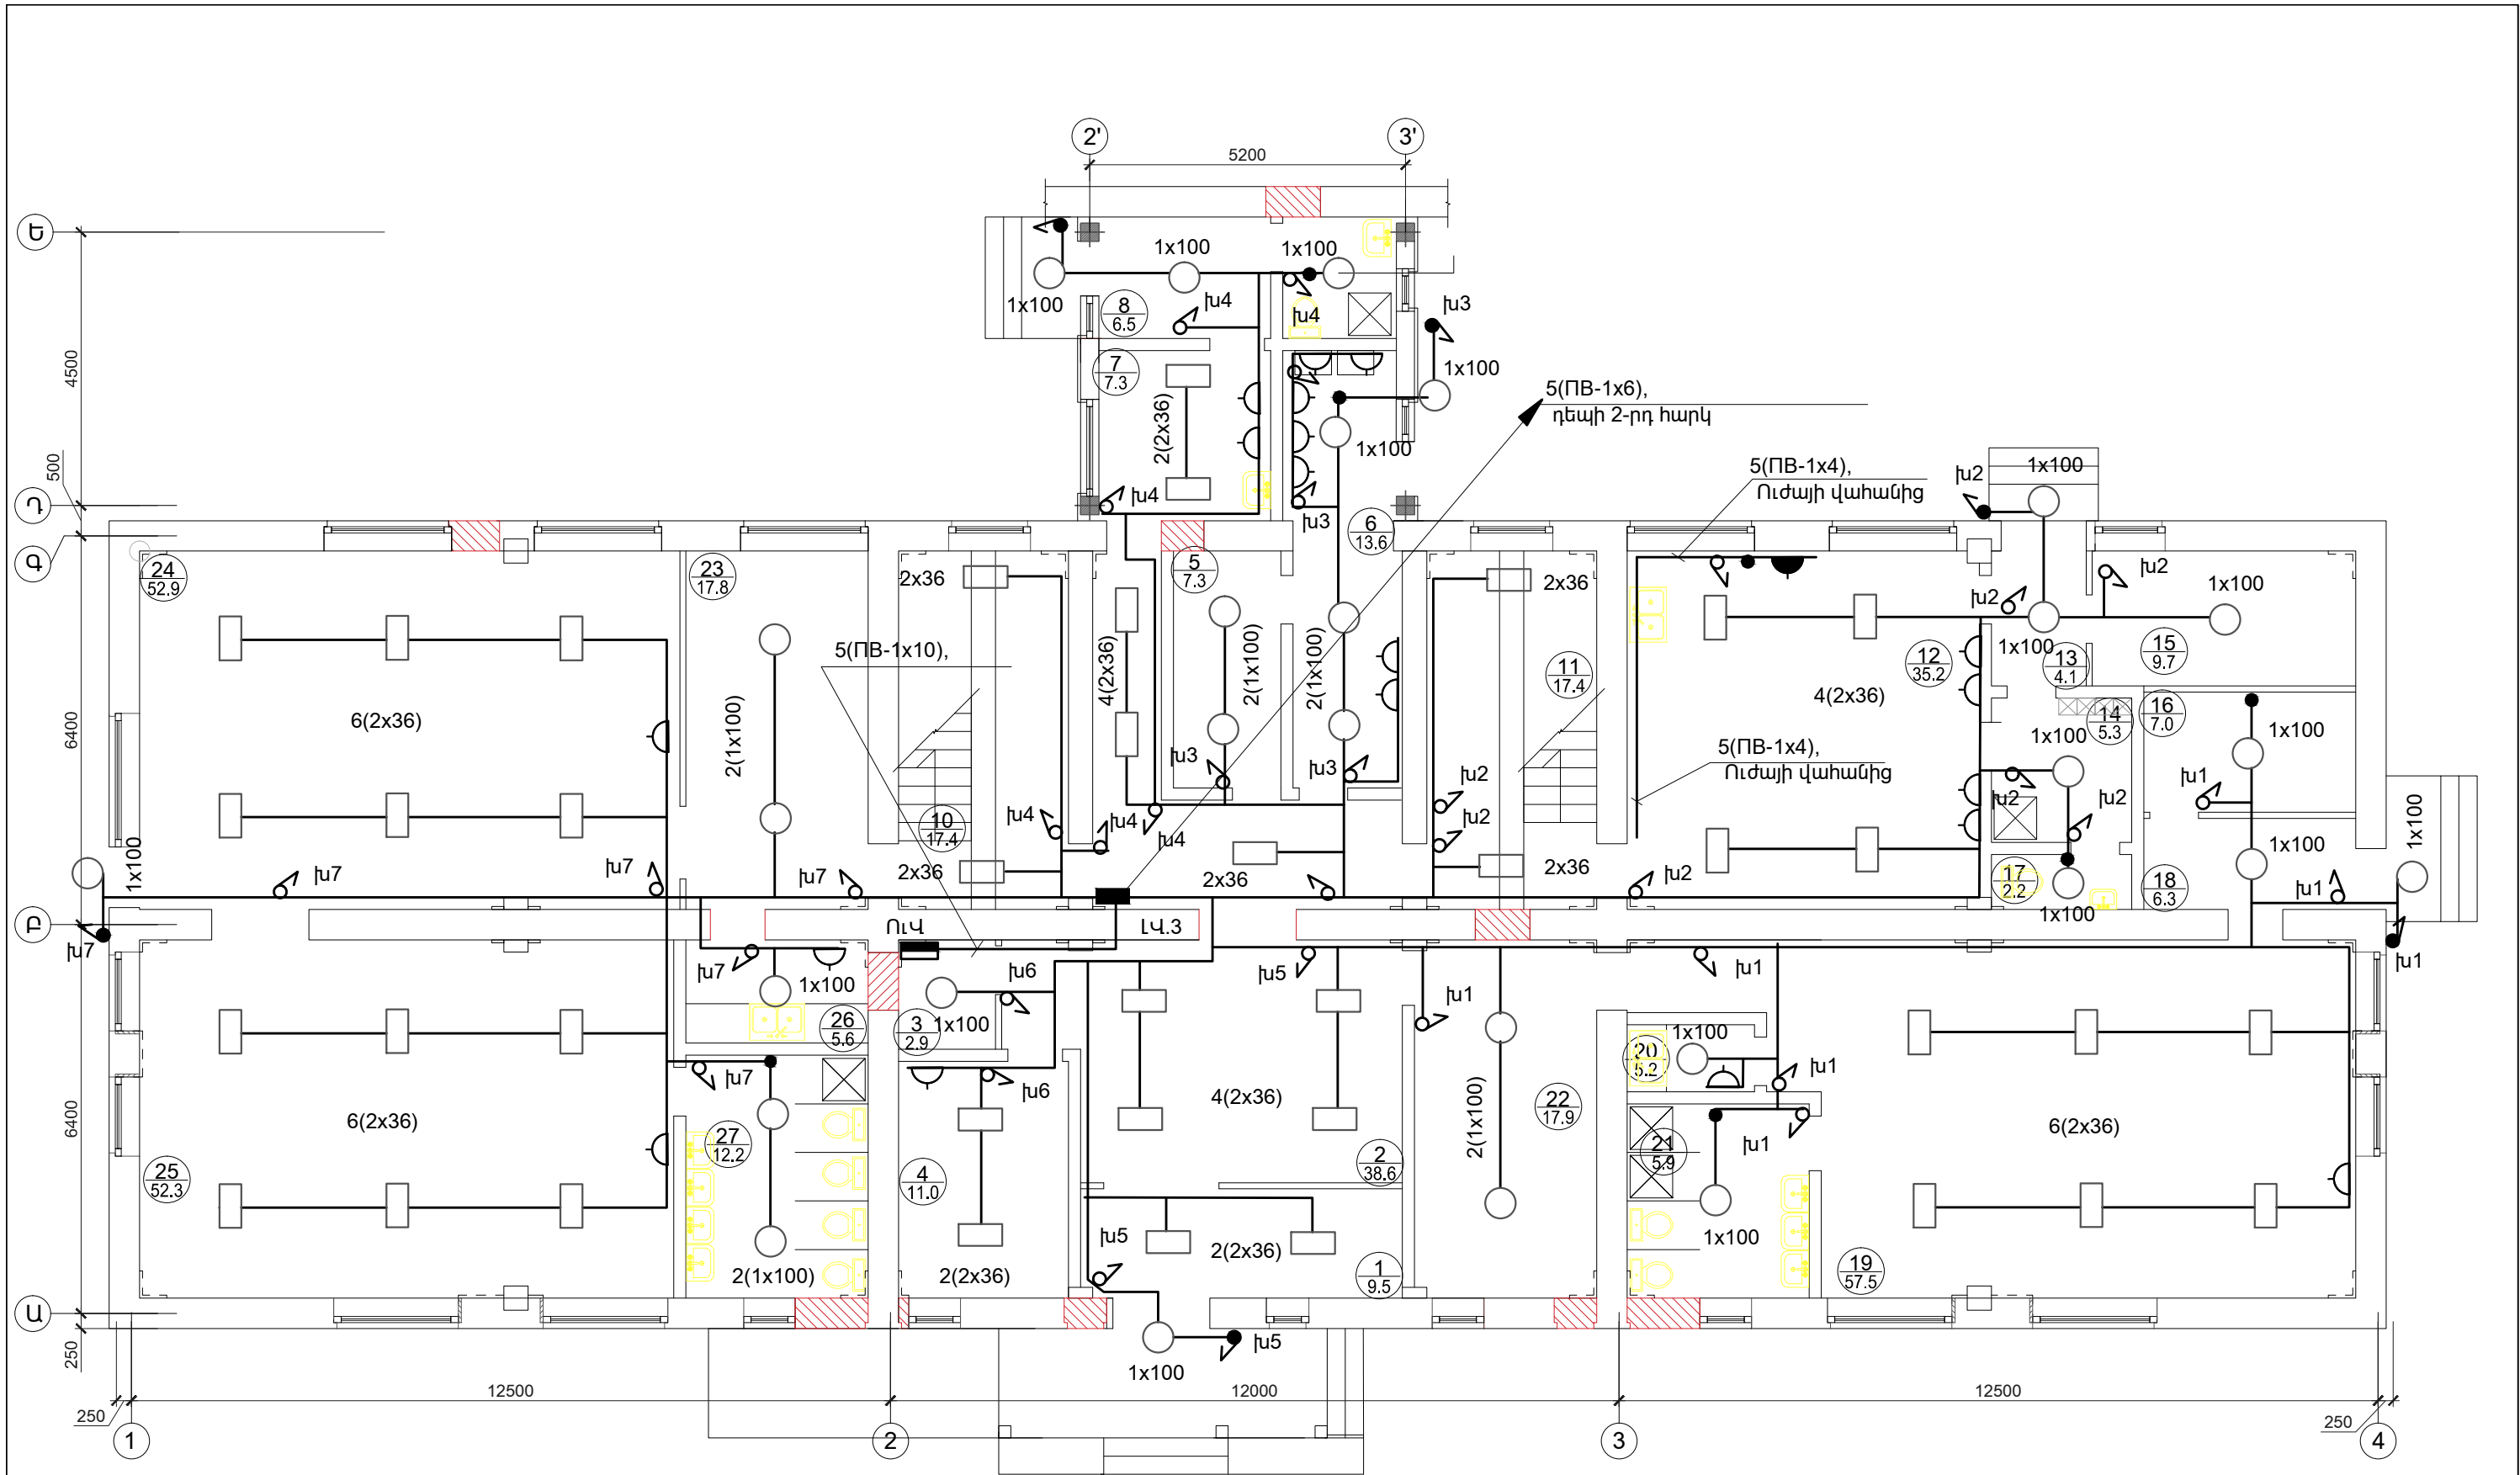 2' 3'
5200
Ե
1x100 1x100
1x100
8
6.5
խ4 խ4 խ3
7
7.3
1x100
4500
2(2x36)
5(ПВ-1x6),
դեպի 2-րդ հարկ
1x100
500
5(ПВ-1x4),
Ուժայի վահանից
խ2 1x100
Դ
խ4 խ3
6
13.6
Գ
24
52.9
23
17.8
2x36
5
7.3
2x36
խ2
1x100
խ2
1x100
5(ПВ-1x10),
4(2x36)
2(1x100)
2(1x100)
11
17.4
12
35.2
13
4.1
15
9.7
6(2x36)
4(2x36)
14
5.3
16
7.0
6400
2(1x100)
1x100
1x100
խ3 խ3
5(ПВ-1x4),
Ուժայի վահանից
խ2
խ2
խ2 խ2
խ1
10
17.4
խ4 խ4 խ4
1x100
1x100
1x100
խ7 խ7 խ7
2x36 2x36 2x36
խ2
17
2.2
18
6.3
խ1
1x100
Բ
ՈւՎ ԼՎ.3
խ7
խ7
1x100
խ6
խ5
խ1
խ1
խ1
26
5.6
3
2.9
1x100
1x100
20
5.2
խ7
խ6
խ1
4(2x36)
22
17.9
6400
6(2x36)
27
12.2
2(1x100)
21
5.9
խ1
6(2x36)
25
52.3
4
11.0
2
38.6
խ5
2(2x36)
1x100
2(1x100)
2(2x36)
1
9.5
19
57.5
Ա
250
խ5
1x100
12500 12000 12500
250 250
1 2 3 4